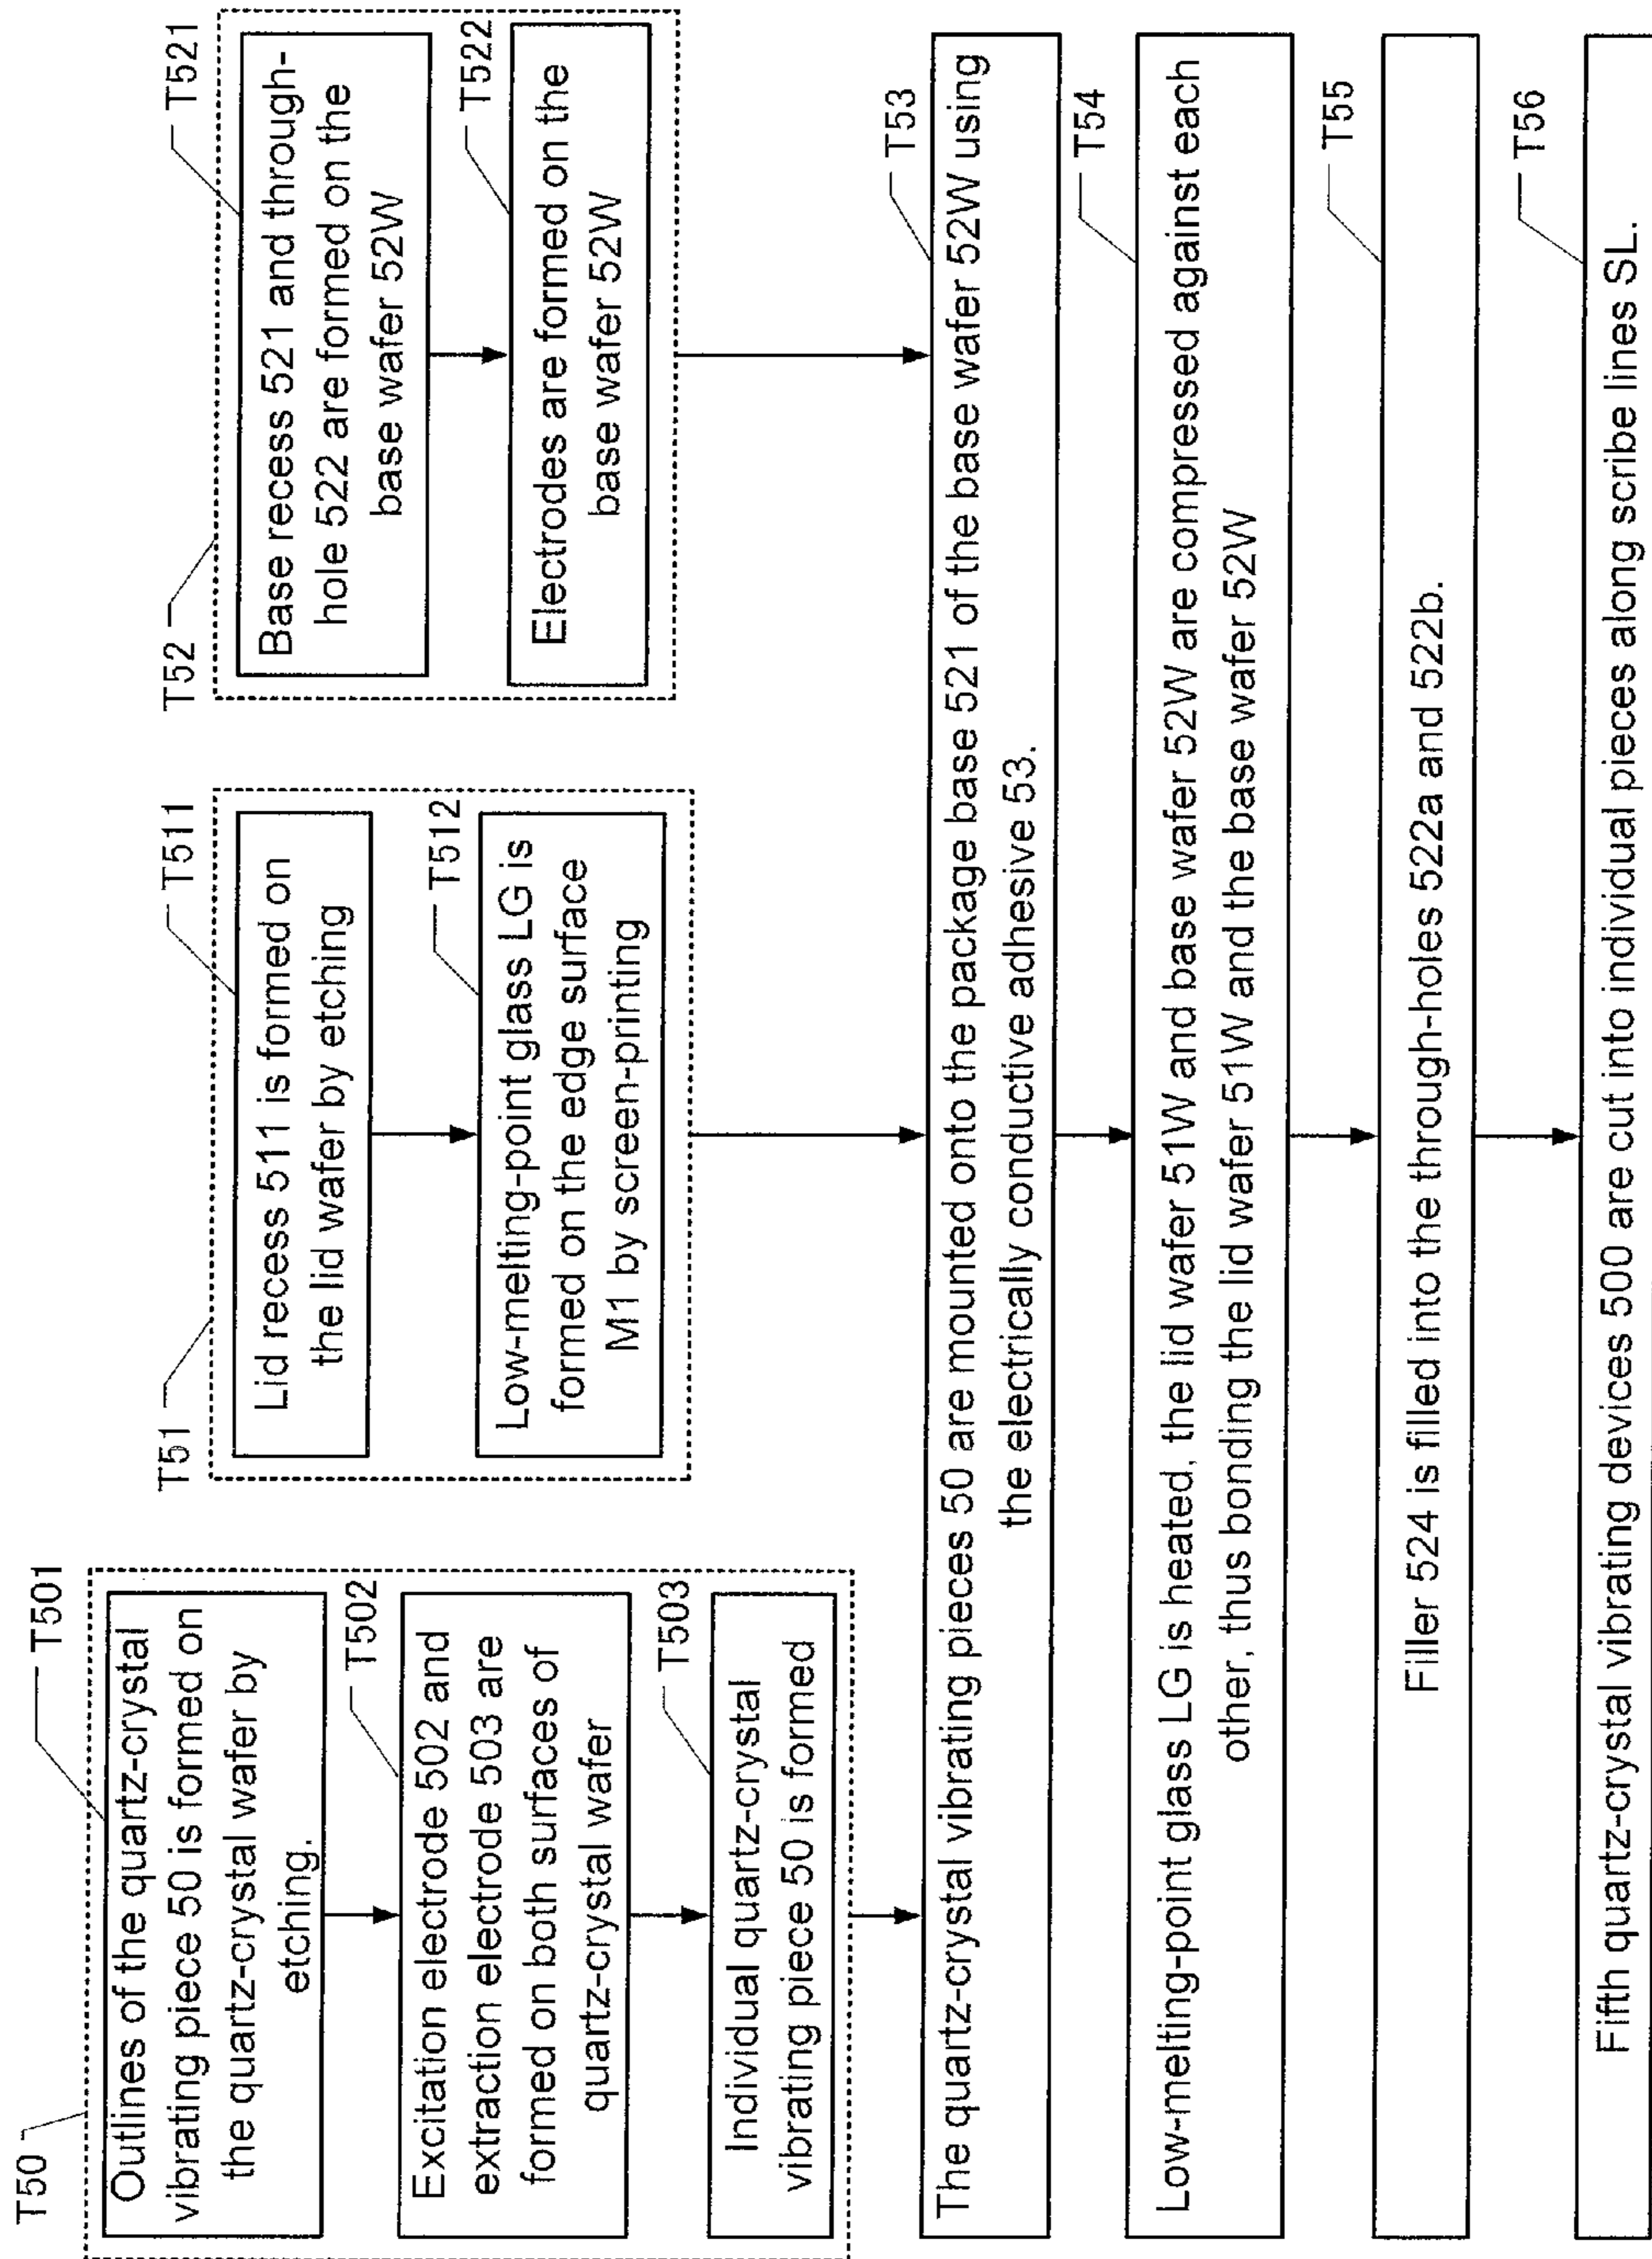 T50
T501
Outlines of the quartz-crystal
vibrating piece 50 is formed on
the quartz-crystal wafer by
etching.
T502
Excitation electrode 502 and
extraction electrode 503 are
formed on both surfaces of
quartz-crystal wafer
T503
Individual quartz-crystal
vibrating piece 50 is formed
T51
T511
Lid recess 511 is formed on
the lid wafer by etching
T512
Low-melting-point glass LG is
formed on the edge surface
M1 by screen-printing
T52
T521
Base recess 521 and through-
hole 522 are formed on the
base wafer 52W
T522
Electrodes are formed on the
base wafer 52W
T53
The quartz-crystal vibrating pieces 50 are mounted onto the package base 521 of the base wafer 52W using
the electrically conductive adhesive 53.
T54
Low-melting-point glass LG is heated, the lid wafer 51W and base wafer 52W are compressed against each
other, thus bonding the lid wafer 51W and the base wafer 52W
T55
Filler 524 is filled into the through-holes 522a and 522b.
T56
Fifth quartz-crystal vibrating devices 500 are cut into individual pieces along scribe lines SL.